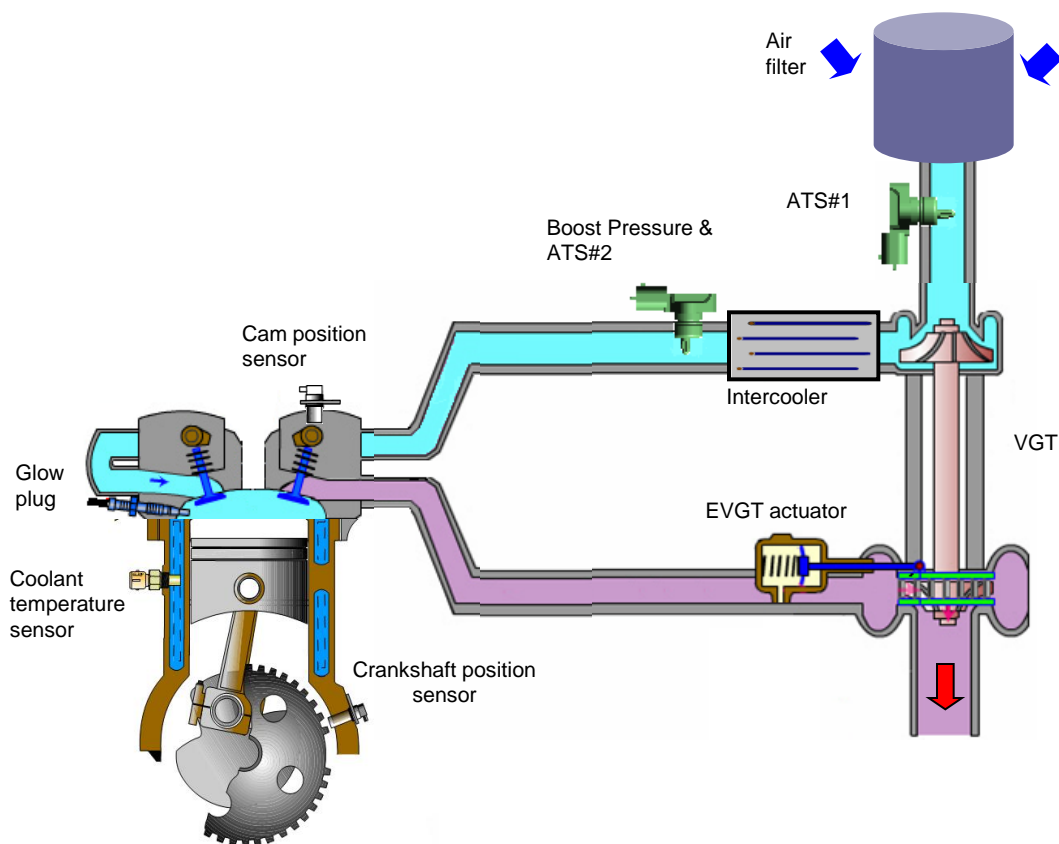 Air
filter
ATS#1
Boost Pressure &
ATS#2
Cam position
sensor
Intercooler
VGT
Glow
plug
EVGT actuator
Coolant
temperature
sensor
Crankshaft position
sensor